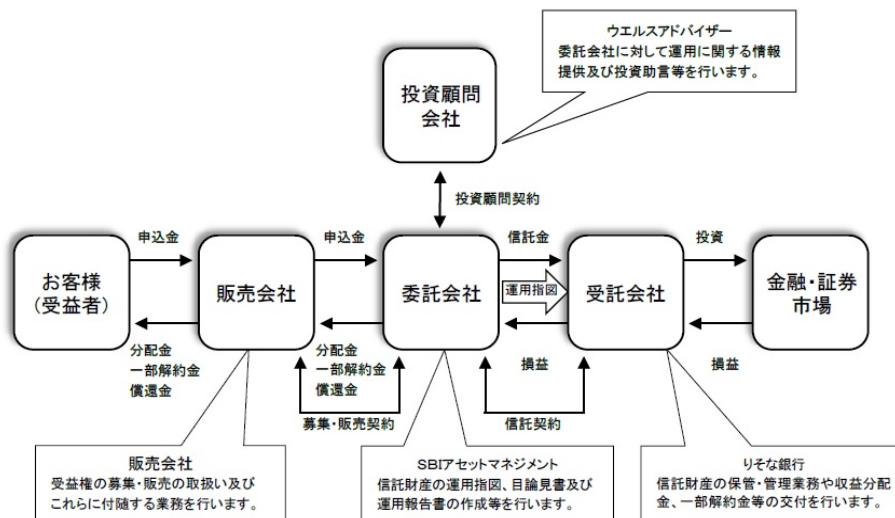 ウエルスアドバイザー
委託会社に対して運用に関する情報
提供及び投資助言等を行います。
投資顧問
会社
投資顧問契約
申込金
申込金
信託金
投資
お客様
(受益者)
販売会社
委託会社
運用指図
受託会社
金融・証券
市場
分配金
一部解約金
償還金
分配金
一部解約金
償還金
損益
損益
募集・販売契約
信託契約
販売会社
受益権の募集・販売の取扱い及び
これらに付随する業務を行います。
SBIアセットマネジメント
信託財産の運用指図、目論見書及び
運用報告書の作成等を行います。
りそな銀行
信託財産の保管・管理業務や収益分配
金、一部解約金等の交付を行います。